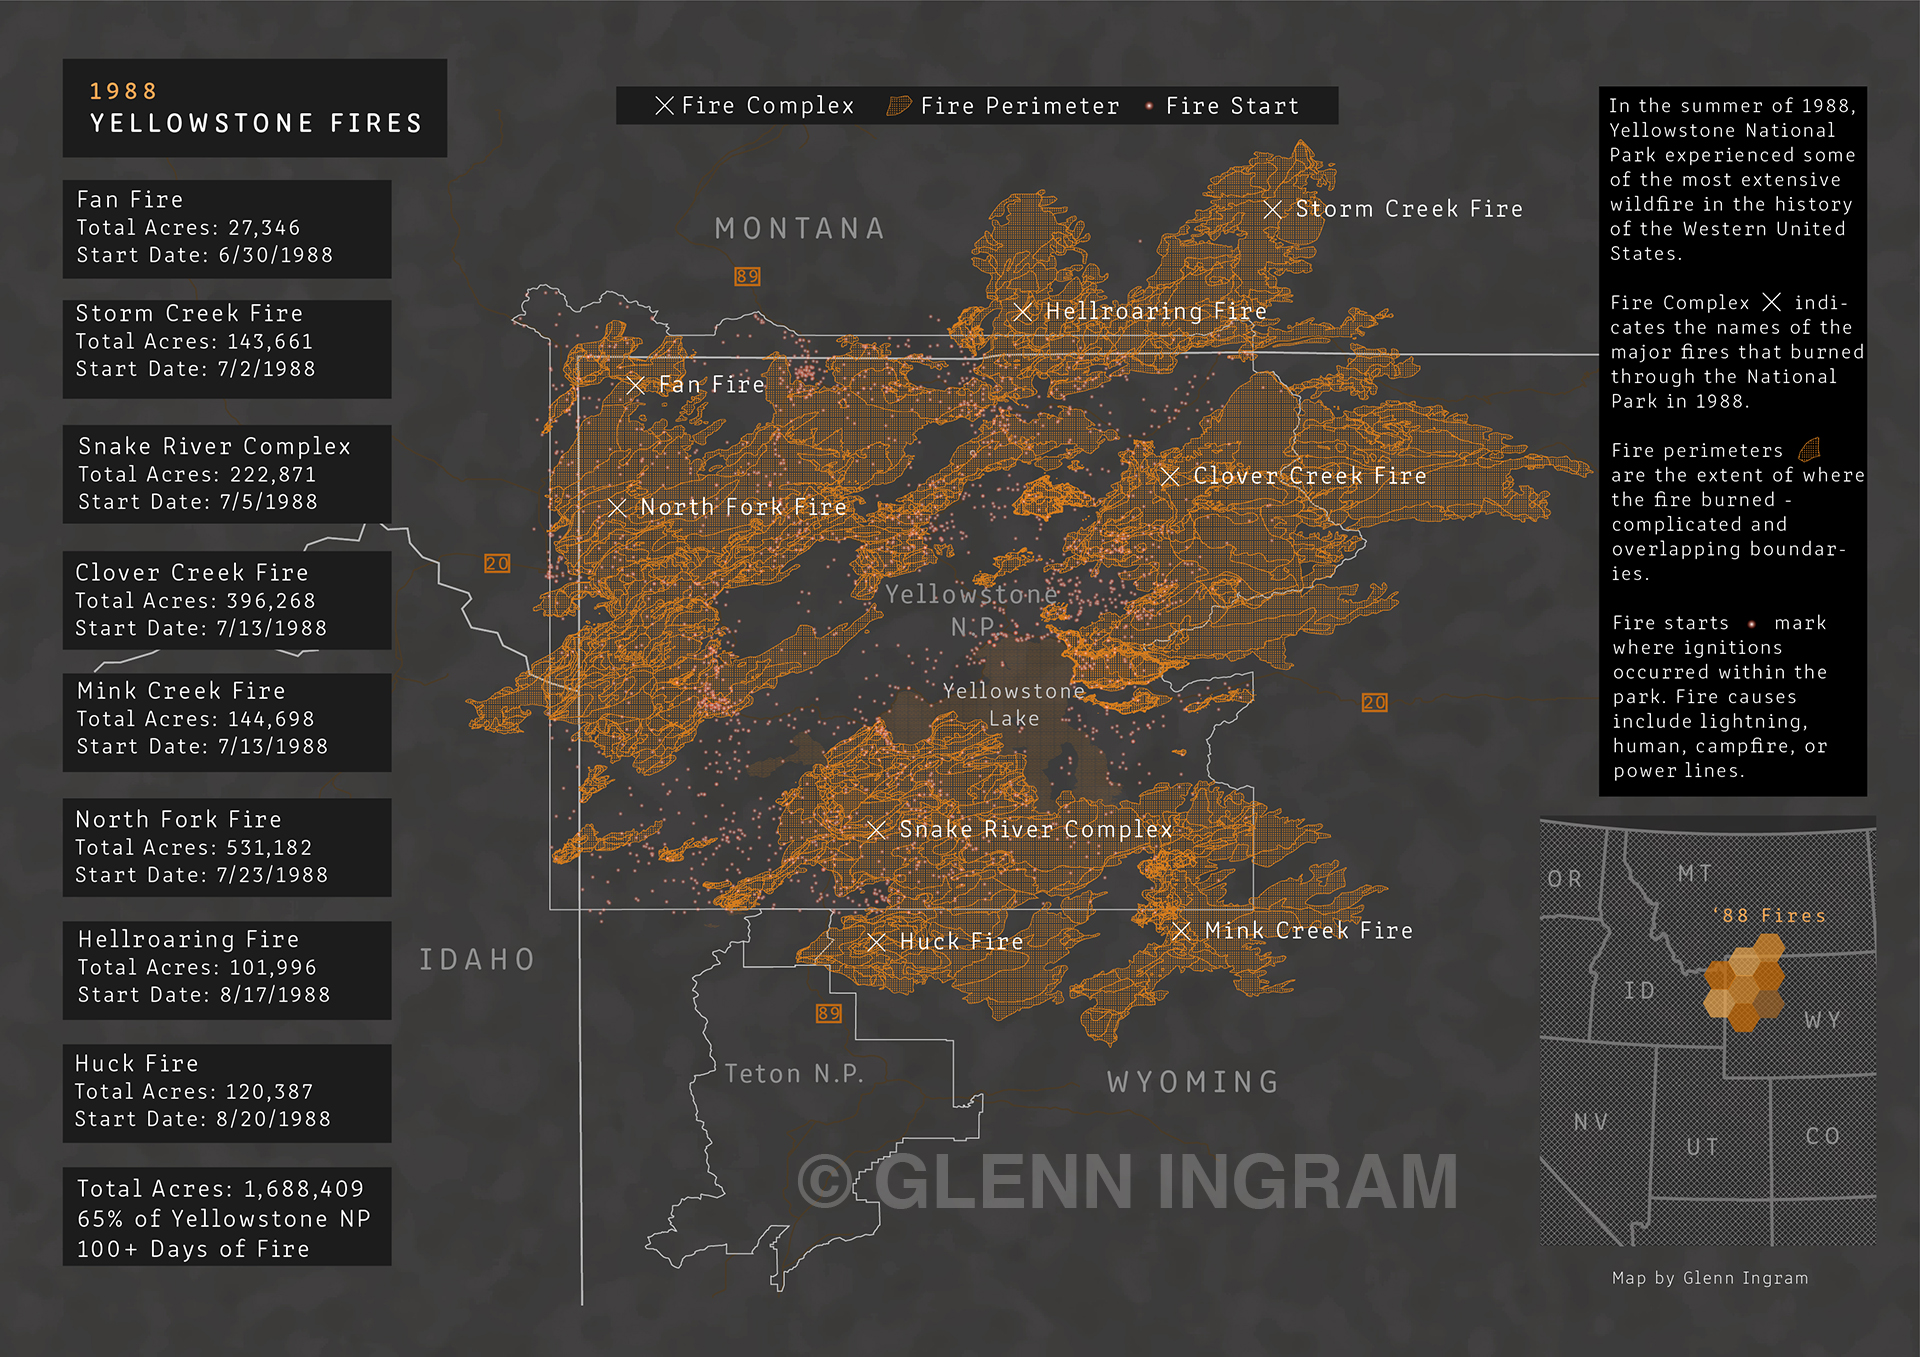 1988
YELLOWSTONE FIRES
Fan Fire
Total Acres: 27,346
Start Date: 6/30/1988
Storm Creek Fire
Total Acres: 143,661
Start Date: 7/2/1988
Snake River Complex
Total Acres: 222,871
Start Date: 7/5/1988
Clover Creek Fire
Total Acres: 396,268
Start Date: 7/13/1988
Mink Creek Fire
Total Acres: 144,698
Start Date: 7/13/1988
North Fork Fire
Total Acres: 531,182
Start Date: 7/23/1988
Hellroaring Fire
Total Acres: 101,996
Start Date: 8/17/1988
Huck Fire
Total Acres: 120,387
Start Date: 8/20/1988
Total Acres: 1,688,409
65% of Yellowstone NP
100+ Days of Fire
Fire Complex Fire Perimeter Fire Start
MONTANA
89
Storm Creek Fire
Hellroaring Fire
Fan Fire
Clover Creek Fire
North Fork Fire
20
Yellowstone
N.P.
Yellowstone
Lake
20
Snake River Complex
Mink Creek Fire
Huck Fire
IDAHO
89
Teton N.P.
WYOMING
© GLENN INGRAM
In the summer of 1988,
Yellowstone National
Park experienced some
of the most extensive
wildfire in the history
of the Western United
States.
Fire Complex indi-
cates the names of the
major fires that burned
through the National
Park in 1988.
Fire perimeters
are the extent of where
the fire burned -
complicated and
overlapping boundar-
ies.
Fire starts mark
where ignitions
occurred within the
park. Fire causes
include lightning,
human, campfire, or
power lines.
OR
MT
‘88 Fires
ID
WY
NV
UT
CO
Map by Glenn Ingram